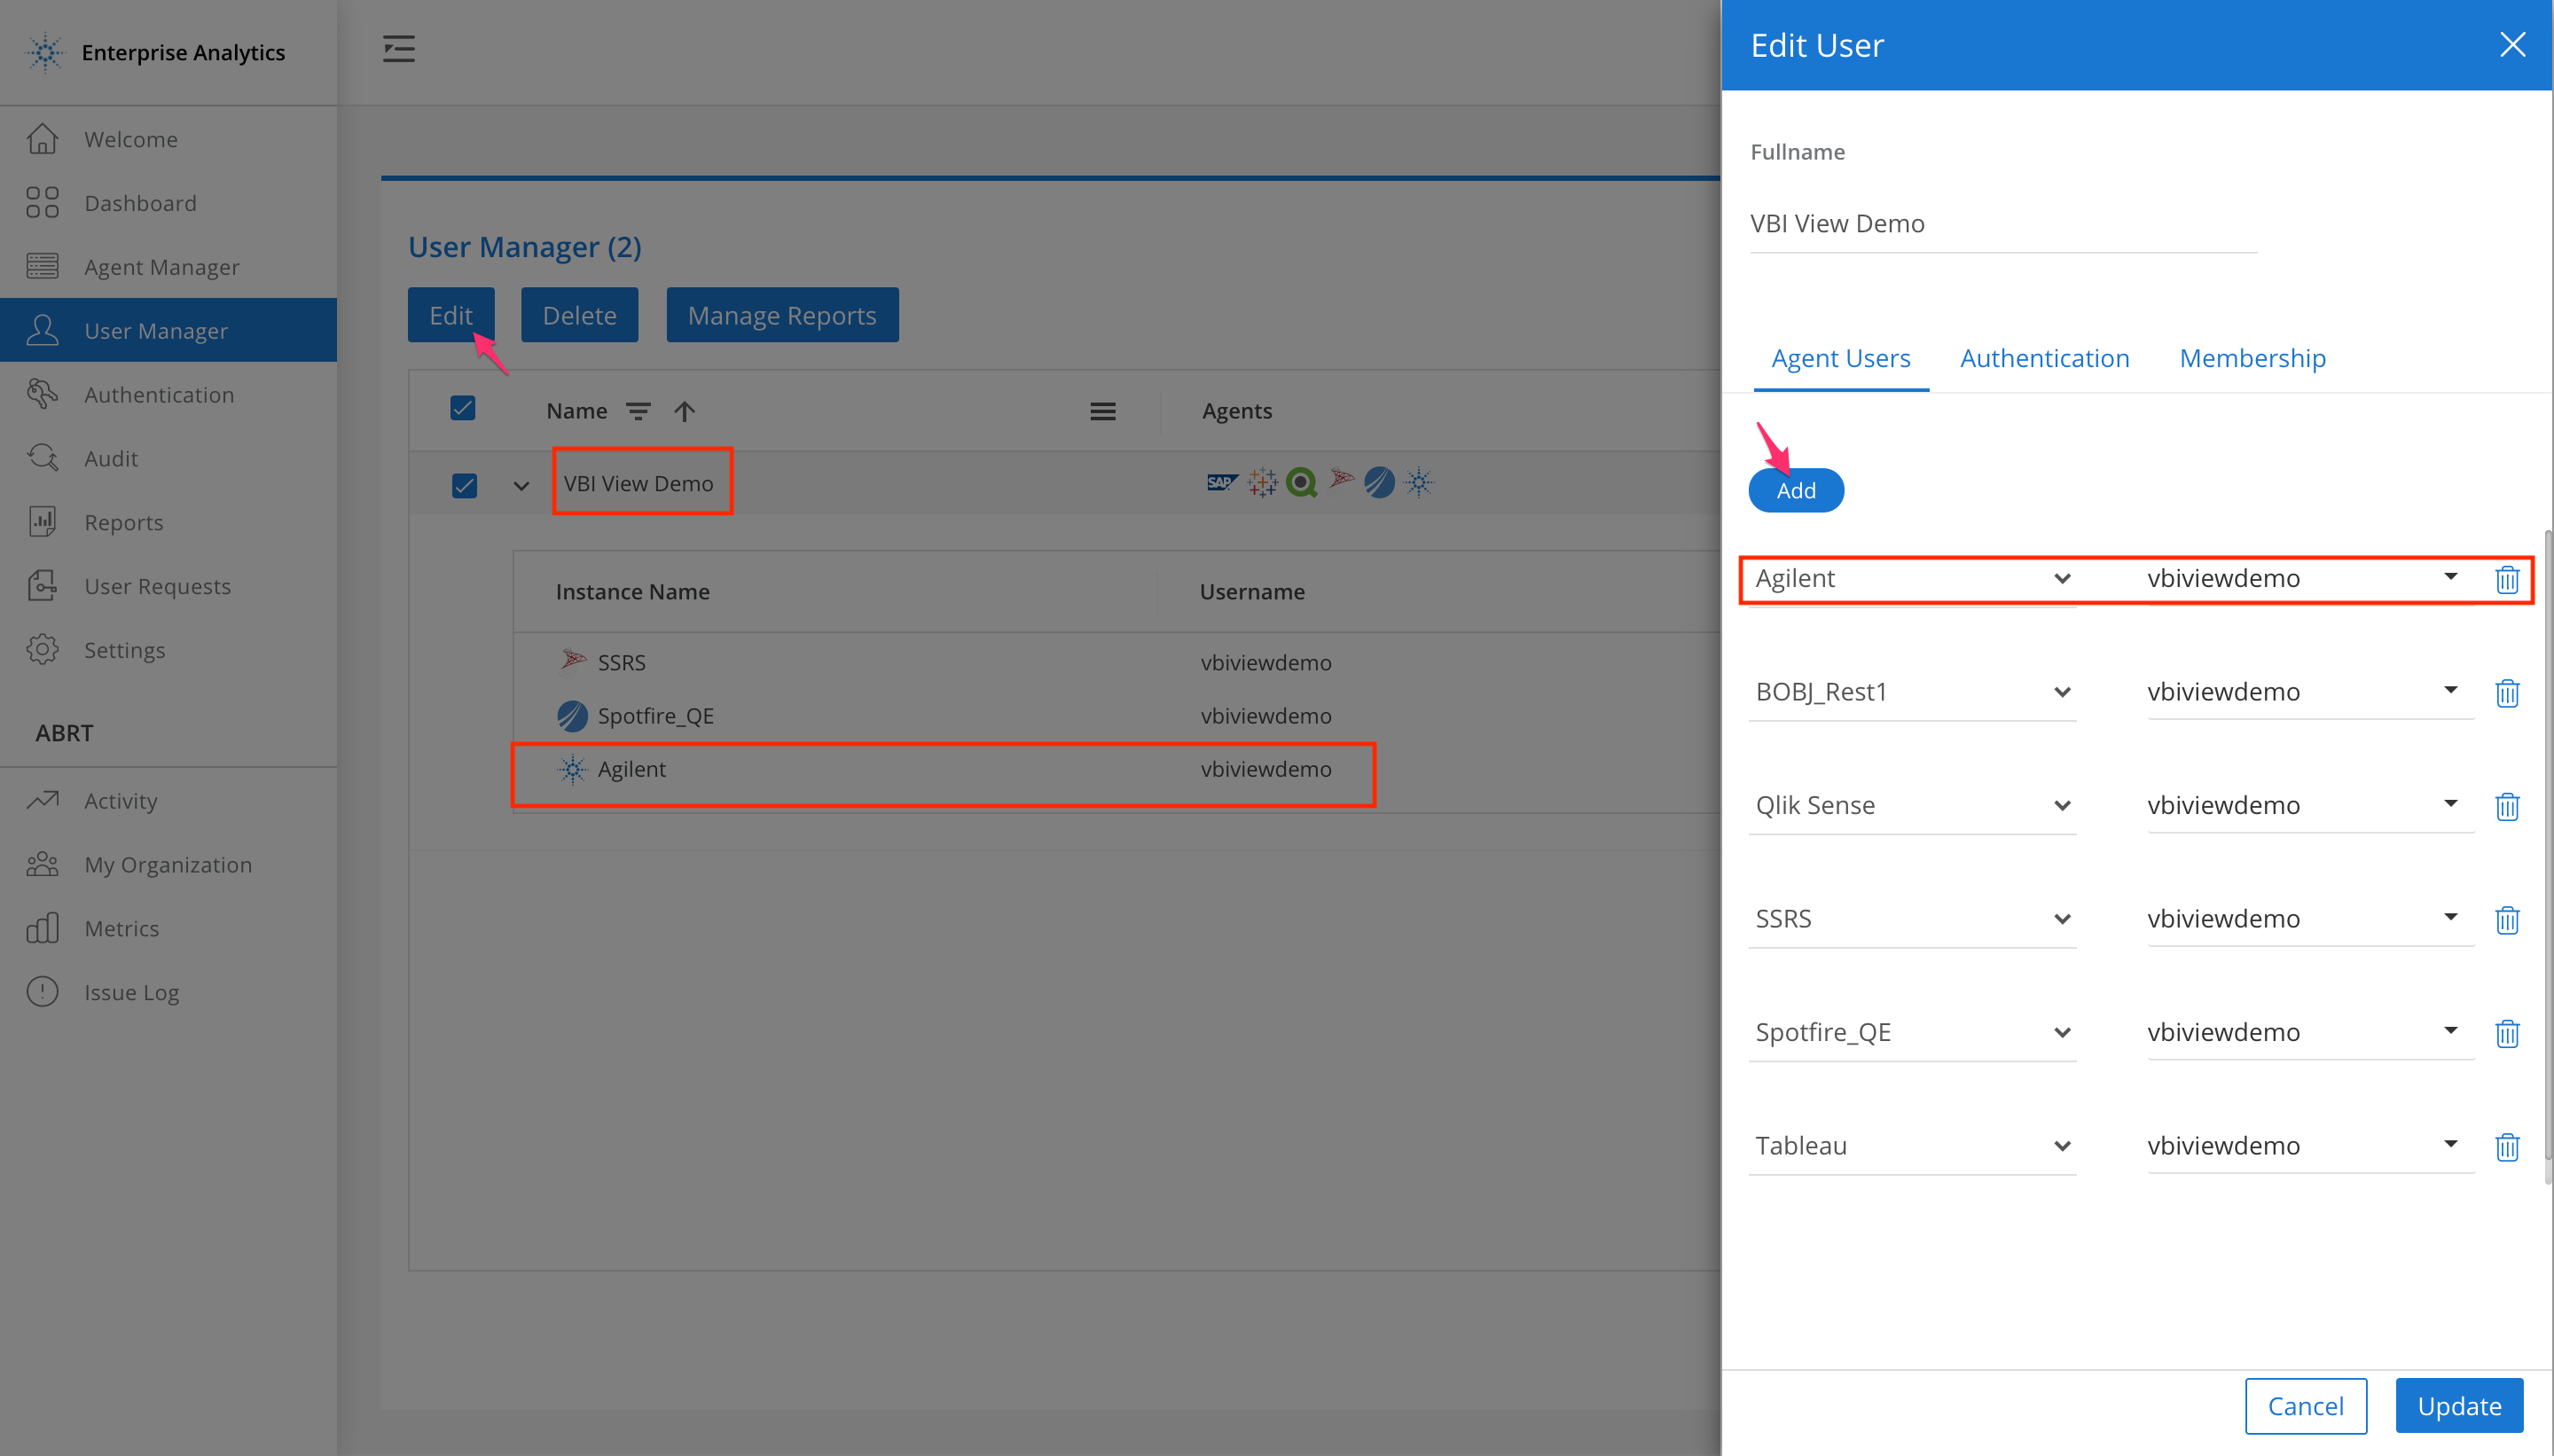 Enterprise Analytics
Welcome
Dashboard
Agent Manager
User Manager
Authentication
Audit
Reports
User Requests
Settings
ABRT
Activity
My Organization
Metrics
Issue Log
User Manager (2)
Edit Delete Manage Reports
Name Agents
VBI View Demo SAP
Instance Name Username
SSRS vbiviewdemo
Spotfire_QE vbiviewdemo
Agilent vbiviewdemo
Edit User
Fullname
VBI View Demo
Agent Users Authentication Membership
Add
Agilent vbiviewdemo
BOBJ_Rest1 vbiviewdemo
Qlik Sense vbiviewdemo
SSRS vbiviewdemo
Spotfire_QE vbiviewdemo
Tableau vbiviewdemo
Cancel Update